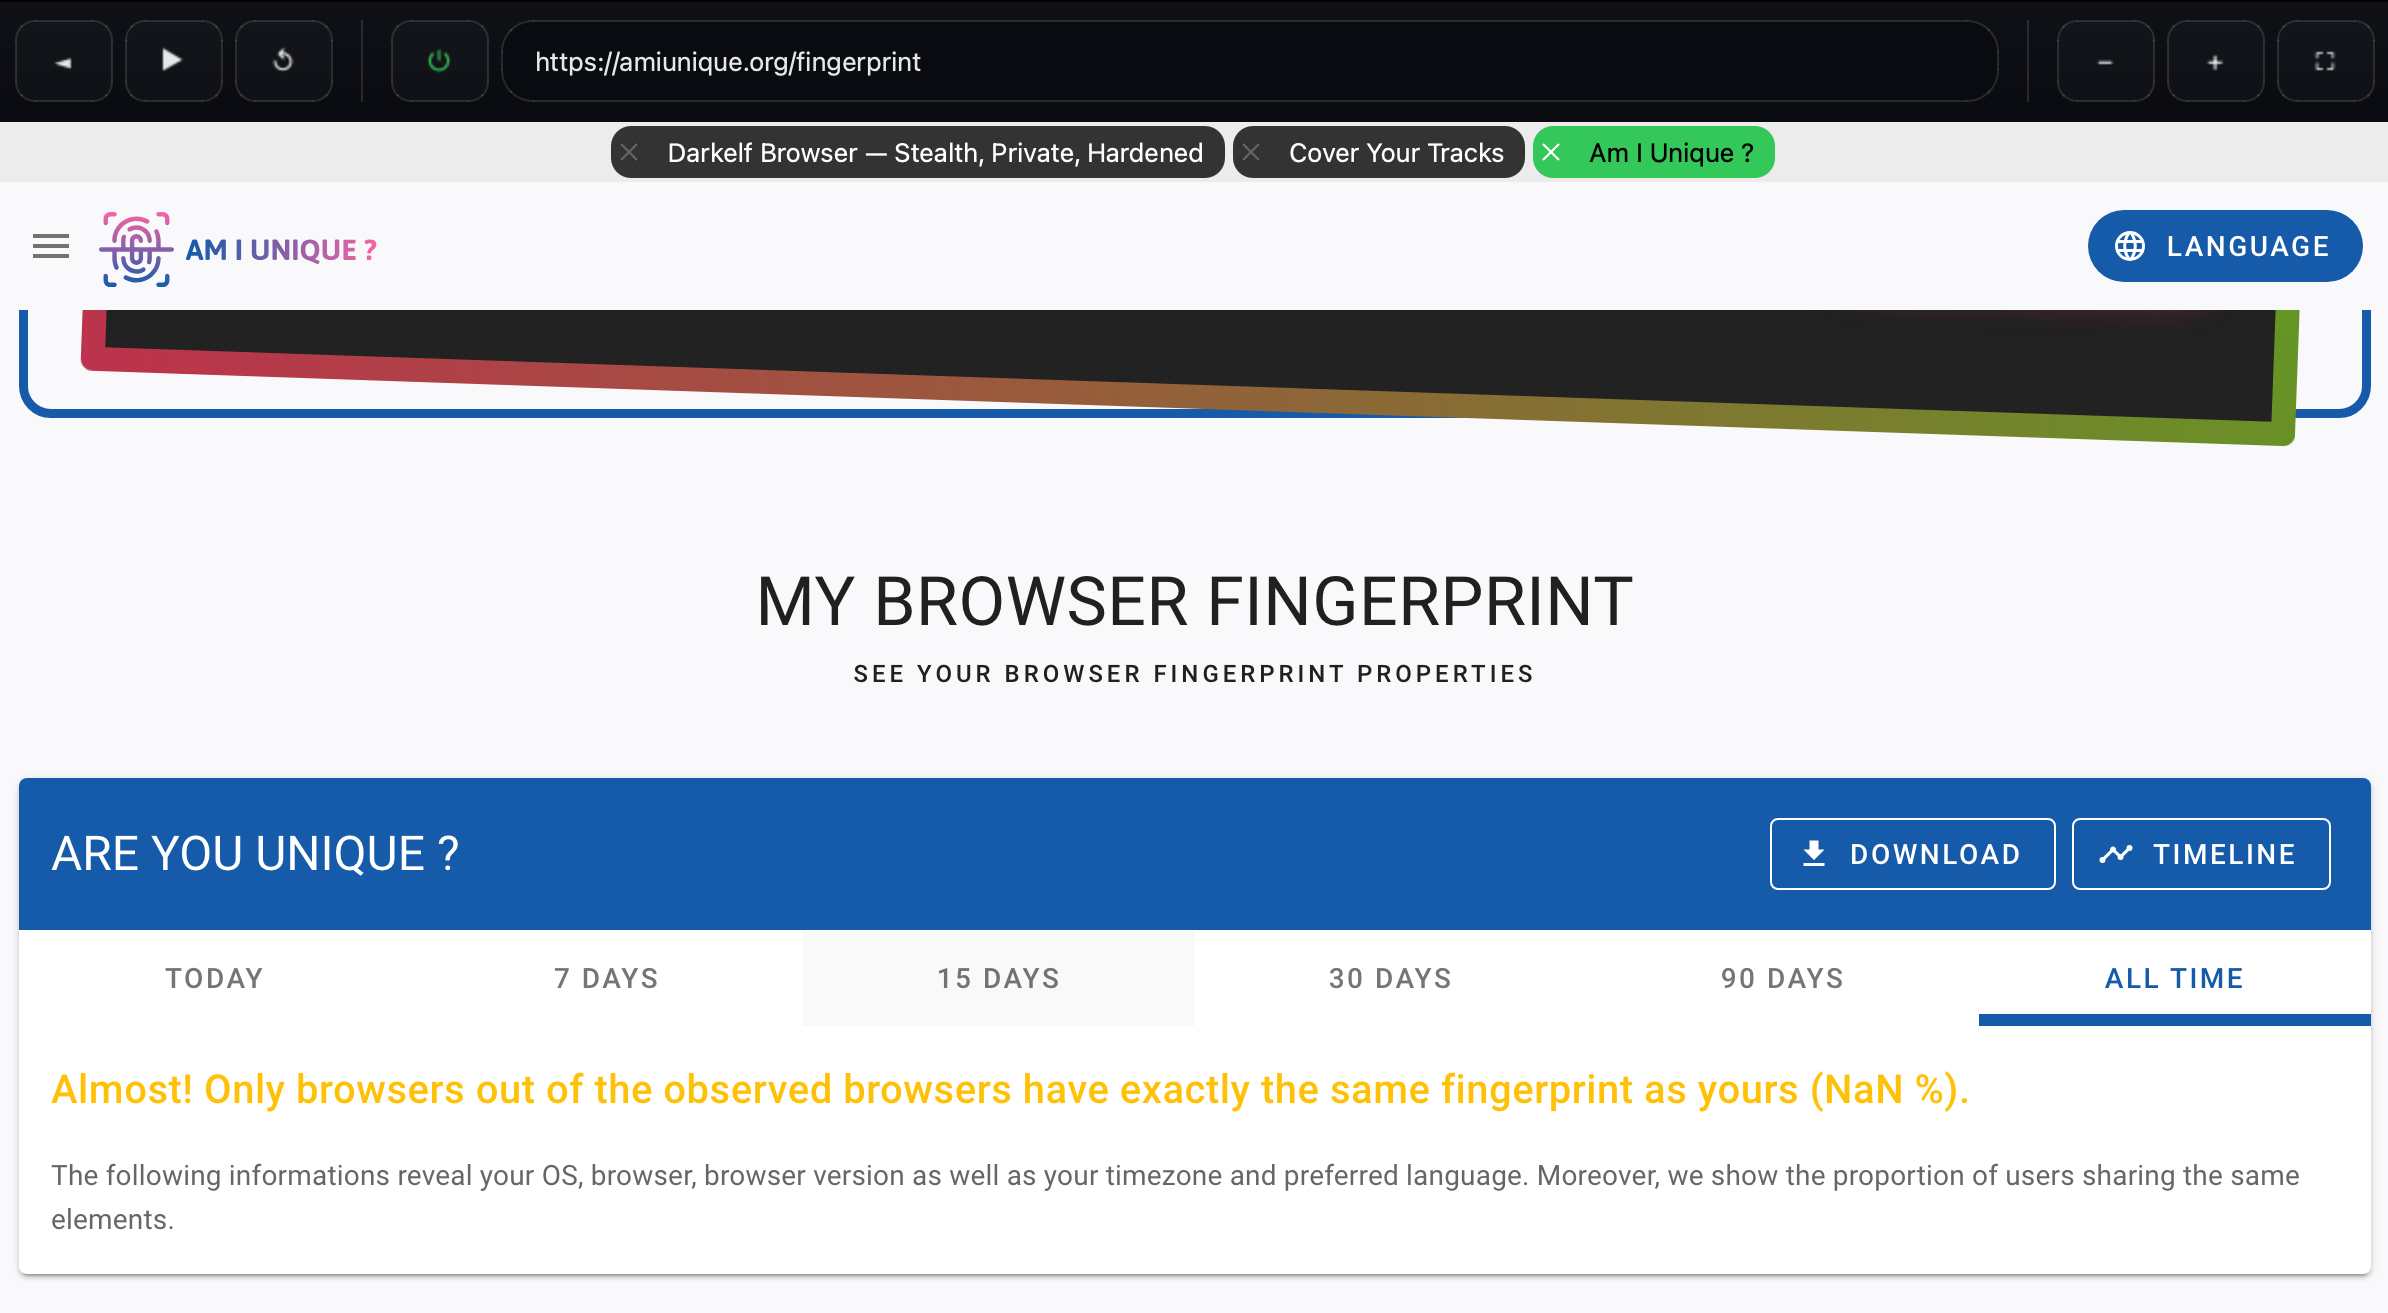 https://amiunique.org/fingerprint
Darkelf Browser — Stealth, Private, Hardened
Cover Your Tracks
Am I Unique ?
AM I UNIQUE ?
LANGUAGE
MY BROWSER FINGERPRINT
SEE YOUR BROWSER FINGERPRINT PROPERTIES
ARE YOU UNIQUE ?
DOWNLOAD
TIMELINE
TODAY
7 DAYS
15 DAYS
30 DAYS
90 DAYS
ALL TIME
Almost! Only browsers out of the observed browsers have exactly the same fingerprint as yours (NaN %).
The following informations reveal your OS, browser, browser version as well as your timezone and preferred language. Moreover, we show the proportion of users sharing the same
elements.